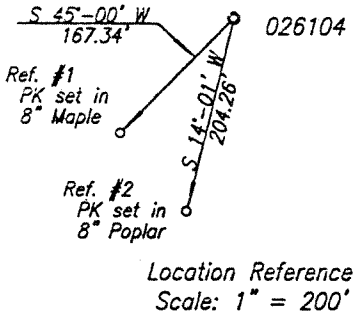 S 45°-00' W
167.34'
026104
Ref. #1
PK set in
8" Maple
S 14°-01' W
204.26'
Ref. #2
PK set in
8" Poplar
Location Reference
Scale: 1" = 200'